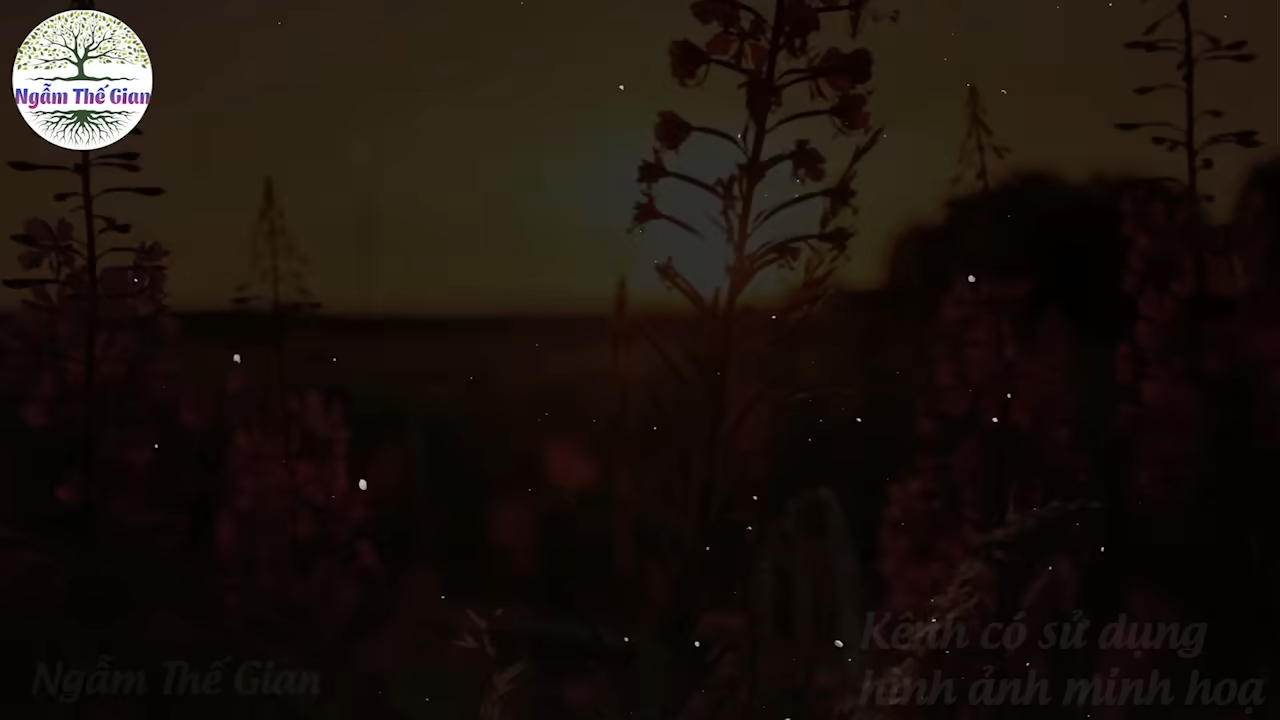 Ngẫm Thế Gian
Ngẫm Thế Gian
Kênh có sử dụng
hình ảnh minh hoạ